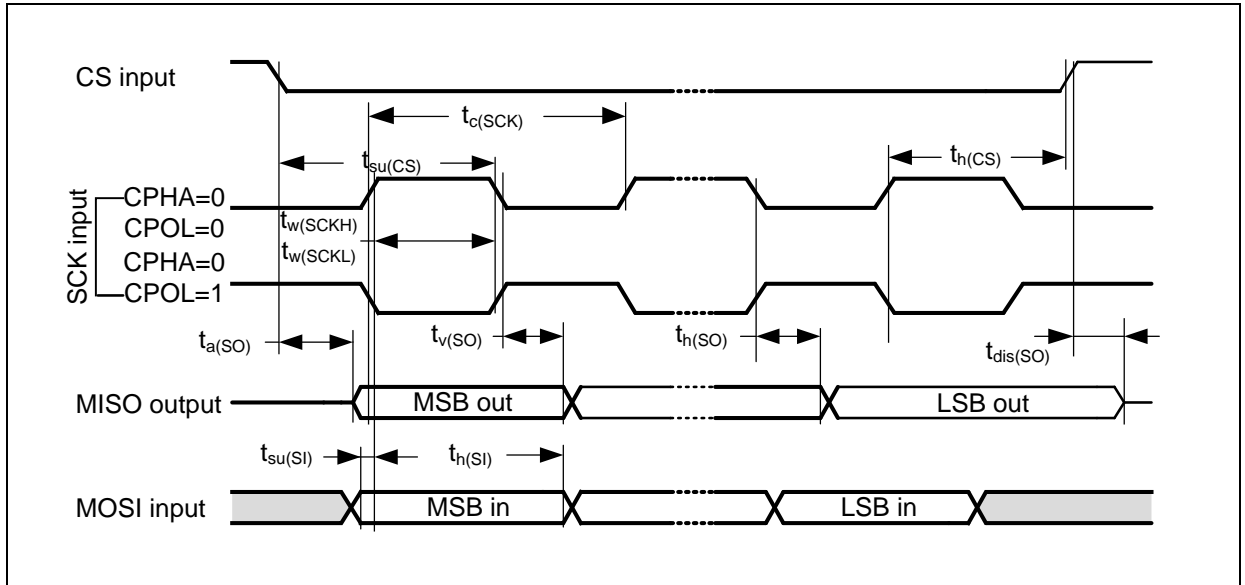 CS input
tc(SCK)
tsu(CS)
th(CS)
SCK input
CPHA=0
CPOL=0
CPHA=0
CPOL=1
tw(SCKH)
tw(SCKL)
ta(SO)
tv(SO)
th(SO)
tdis(SO)
MISO output
MSB out
LSB out
tsu(SI)
th(SI)
MOSI input
MSB in
LSB in